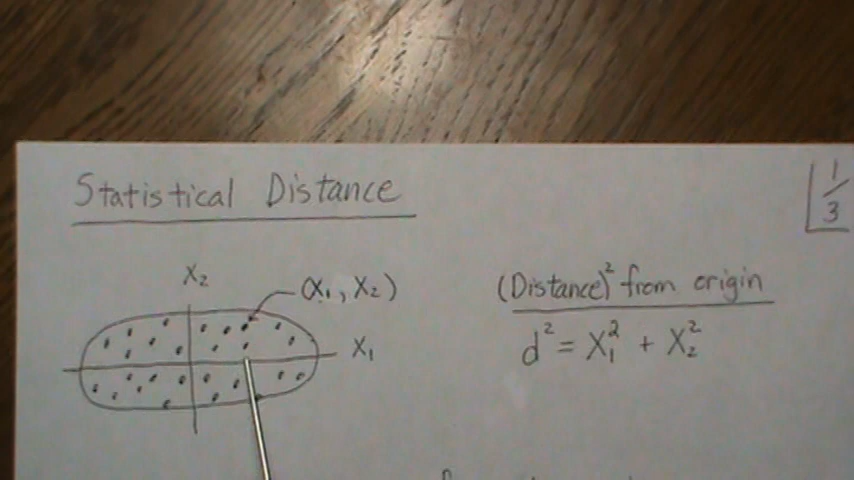 Statistical Distance
1/3
X₂
(X₁, X₂)
X₁
(Distance)² from origin
d² = X₁² + X₂²